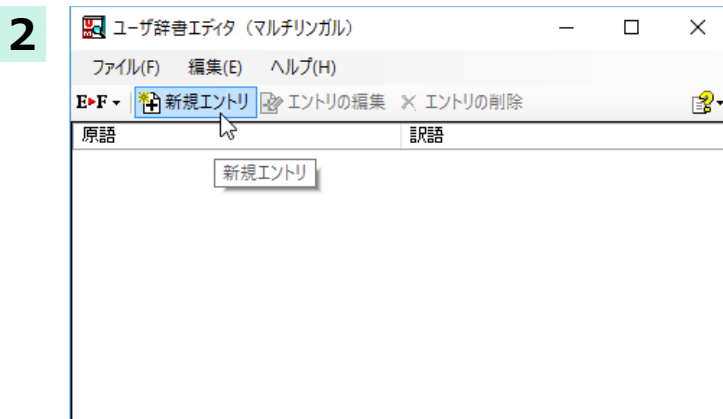 2
ユーザ辞書エディタ（マルチリンガル）
ファイル(F) 編集(E) ヘルプ(H)
E▸F 新規エントリ エントリの編集 エントリの削除
原語 訳語
新規エントリ